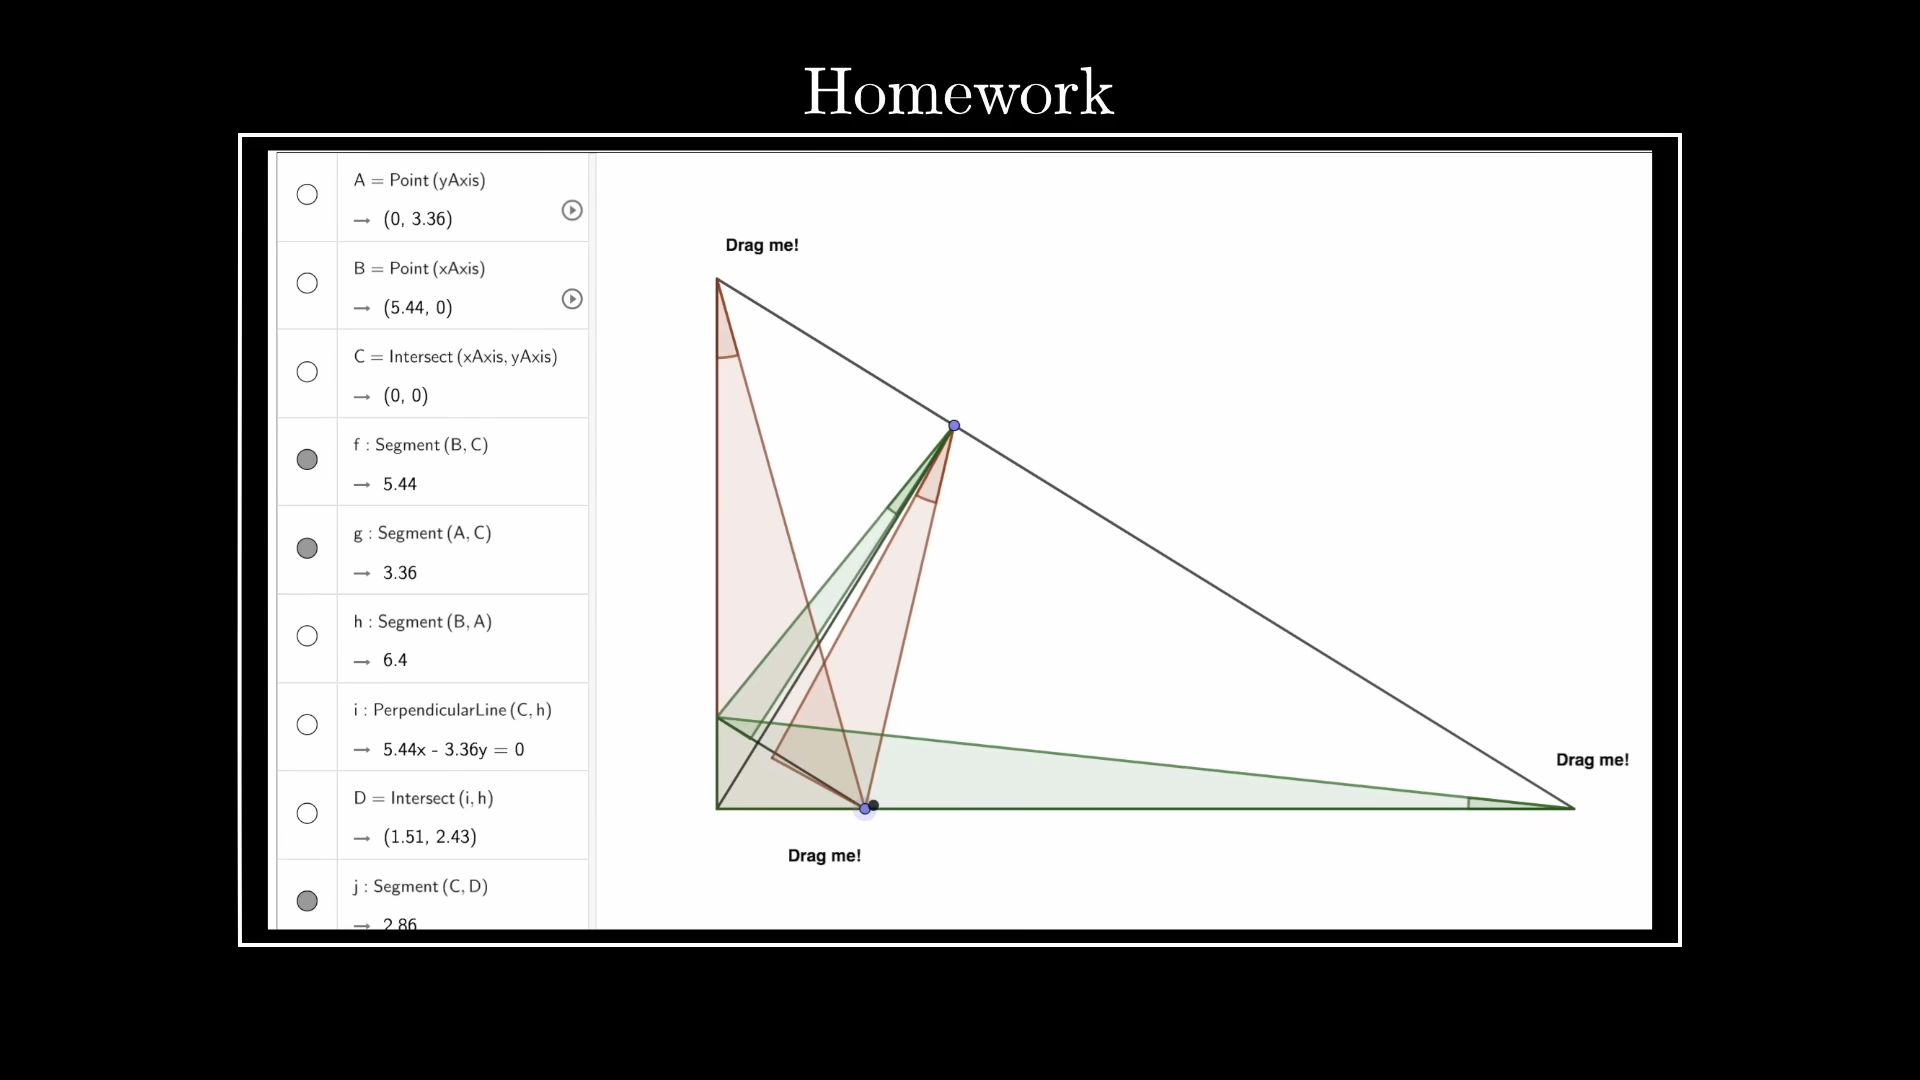 Homework
A = Point (yAxis)
→ (0, 3.36)
B = Point (xAxis)
→ (5.44, 0)
C = Intersect (xAxis, yAxis)
→ (0, 0)
f : Segment (B, C)
→ 5.44
g : Segment (A, C)
→ 3.36
h : Segment (B, A)
→ 6.4
i : PerpendicularLine (C, h)
→ 5.44x - 3.36y = 0
D = Intersect (i, h)
→ (1.51, 2.43)
j : Segment (C, D)
→ 2.86
Drag me!
Drag me!
Drag me!